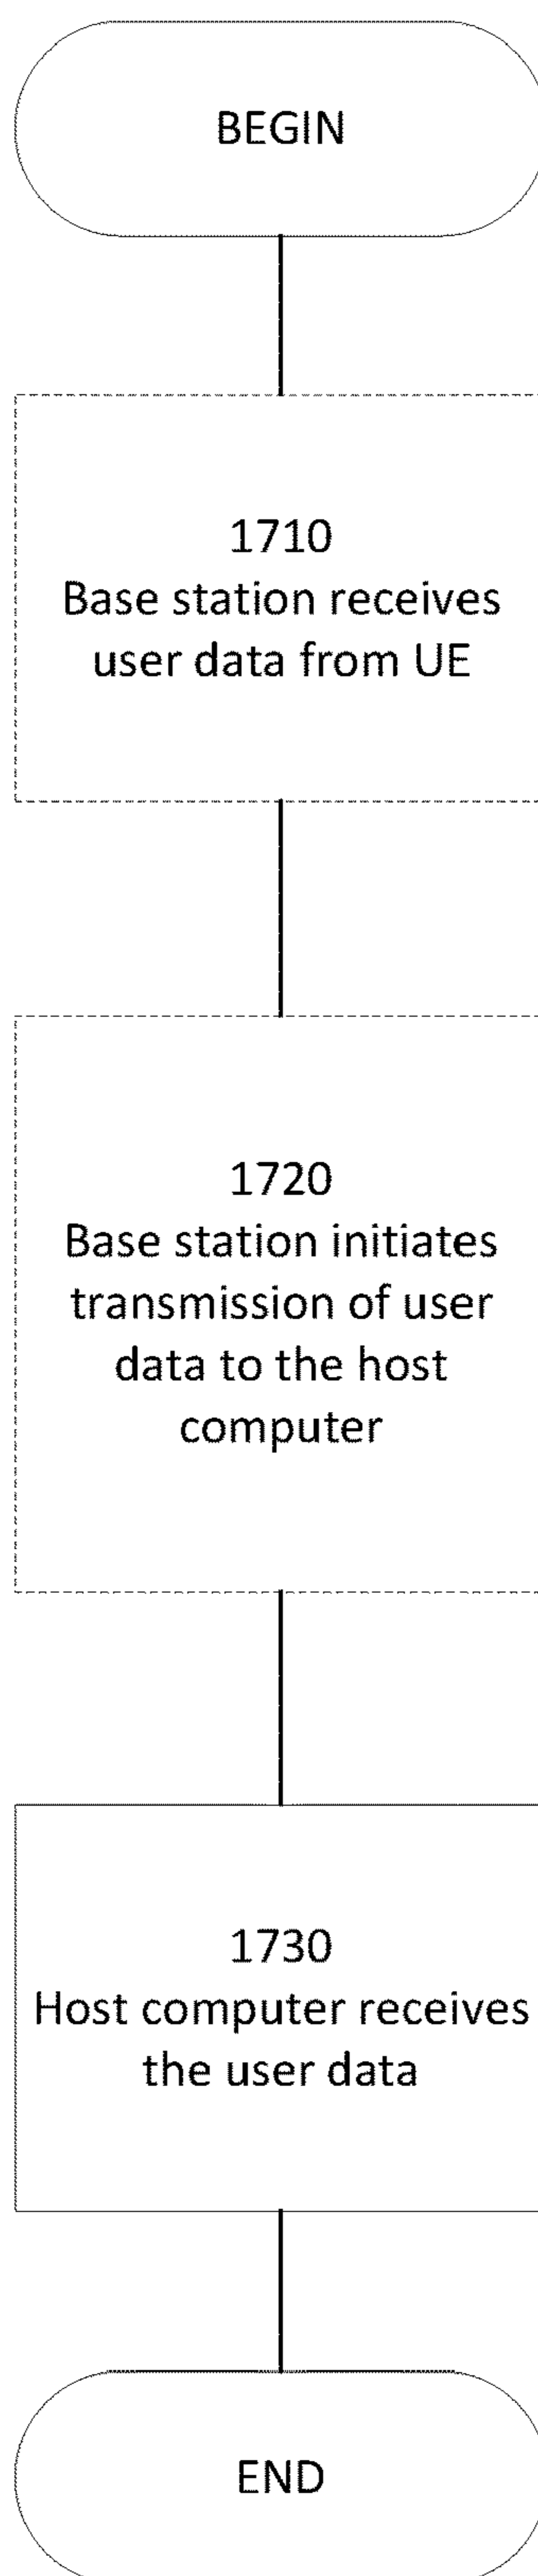 BEGIN
1710
Base station receives
user data from UE
1720
Base station initiates
transmission of user
data to the host
computer
1730
Host computer receives
the user data
END